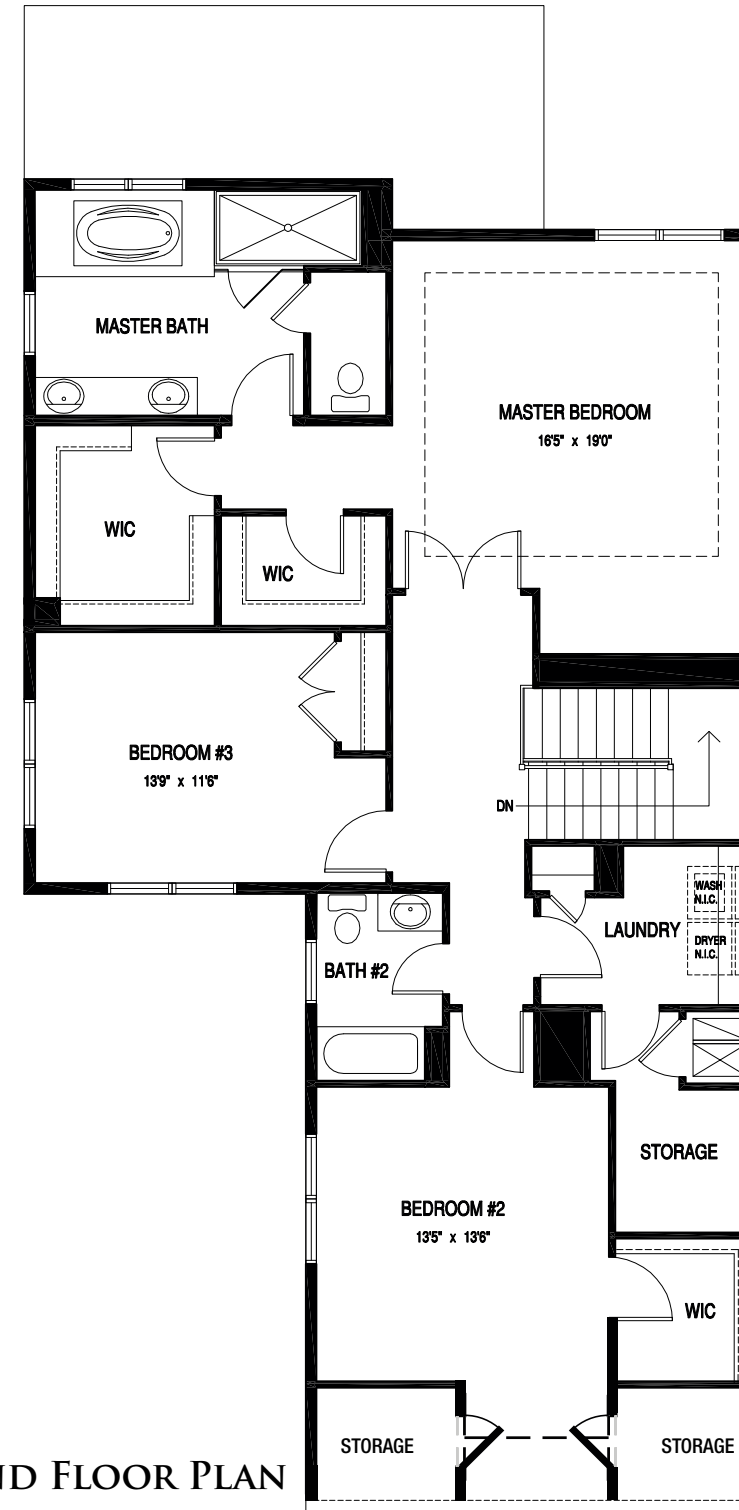 MASTER BATH
MASTER BEDROOM
16'5" x 19'0"
WIC
WIC
BEDROOM #3
13'9" x 11'6"
DN
WASH
N.I.C.
LAUNDRY
DRYER
N.I.C.
BATH #2
STORAGE
BEDROOM #2
13'5" x 13'6"
WIC
STORAGE
STORAGE
ND FLOOR PLAN